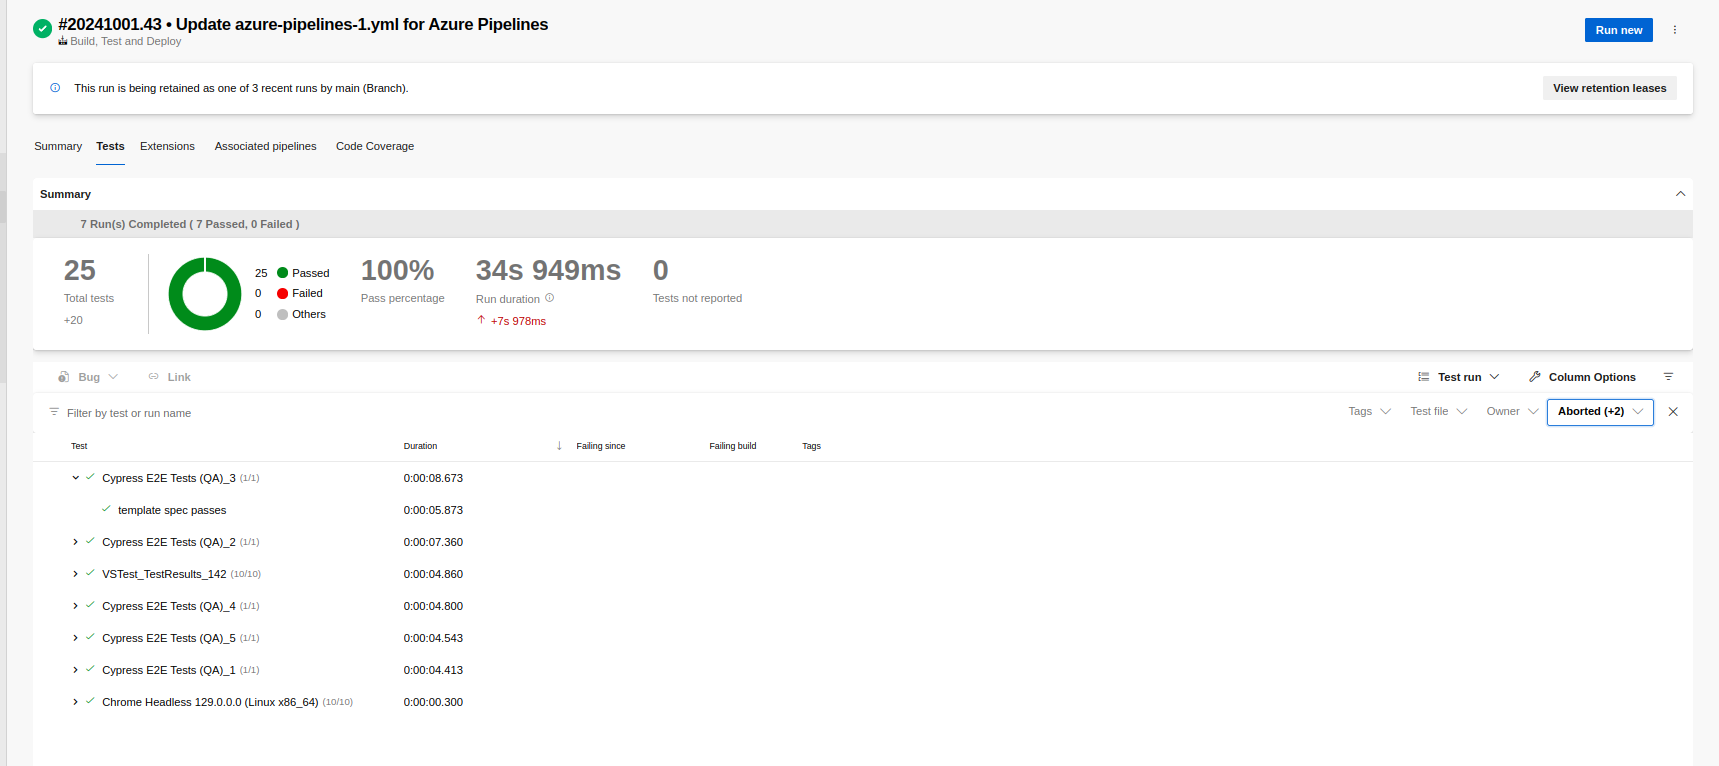 #20241001.43 • Update azure-pipelines-1.yml for Azure Pipelines
Build, Test and Deploy
Run new
This run is being retained as one of 3 recent runs by main (Branch).
View retention leases
Summary Tests Extensions Associated pipelines Code Coverage
Summary
7 Run(s) Completed ( 7 Passed, 0 Failed )
25
Total tests
+20
25 Passed
0 Failed
0 Others
100%
Pass percentage
34s 949ms
Run duration
+7s 978ms
0
Tests not reported
Bug Link Test run Column Options
Filter by test or run name Tags Test file Owner Aborted (+2)
Test Duration Failing since Failing build Tags
Cypress E2E Tests (QA)_3 (1/1) 0:00:08.673
template spec passes 0:00:05.873
Cypress E2E Tests (QA)_2 (1/1) 0:00:07.360
VSTest_TestResults_142 (10/10) 0:00:04.860
Cypress E2E Tests (QA)_4 (1/1) 0:00:04.800
Cypress E2E Tests (QA)_5 (1/1) 0:00:04.543
Cypress E2E Tests (QA)_1 (1/1) 0:00:04.413
Chrome Headless 129.0.0.0 (Linux x86_64) (10/10) 0:00:00.300